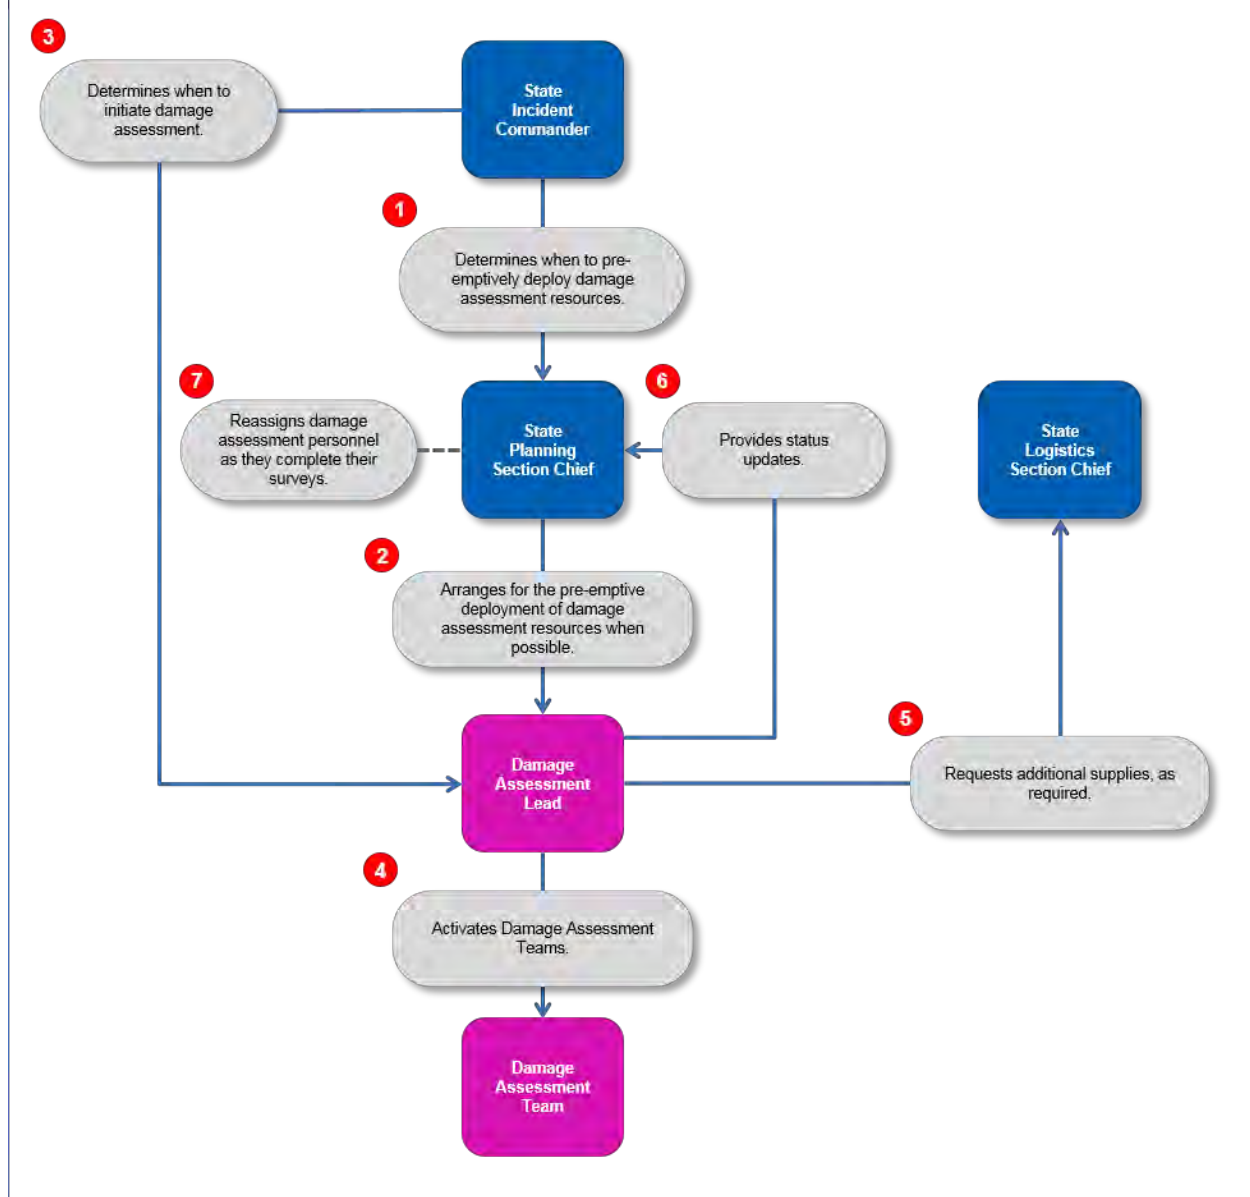 3
Determines when to
initiate damage
assessment.
State
Incident
Commander
1
Determines when to pre-
emptively deploy damage
assessment resources.
7
Reassigns damage
assessment personnel
as they complete their
surveys.
State
Planning
Section Chief
6
Provides status
updates.
State
Logistics
Section Chief
2
Arranges for the pre-emptive
deployment of damage
assessment resources when
possible.
Damage
Assessment
Lead
5
Requests additional supplies, as
required.
4
Activates Damage Assessment
Teams.
Damage
Assessment
Team